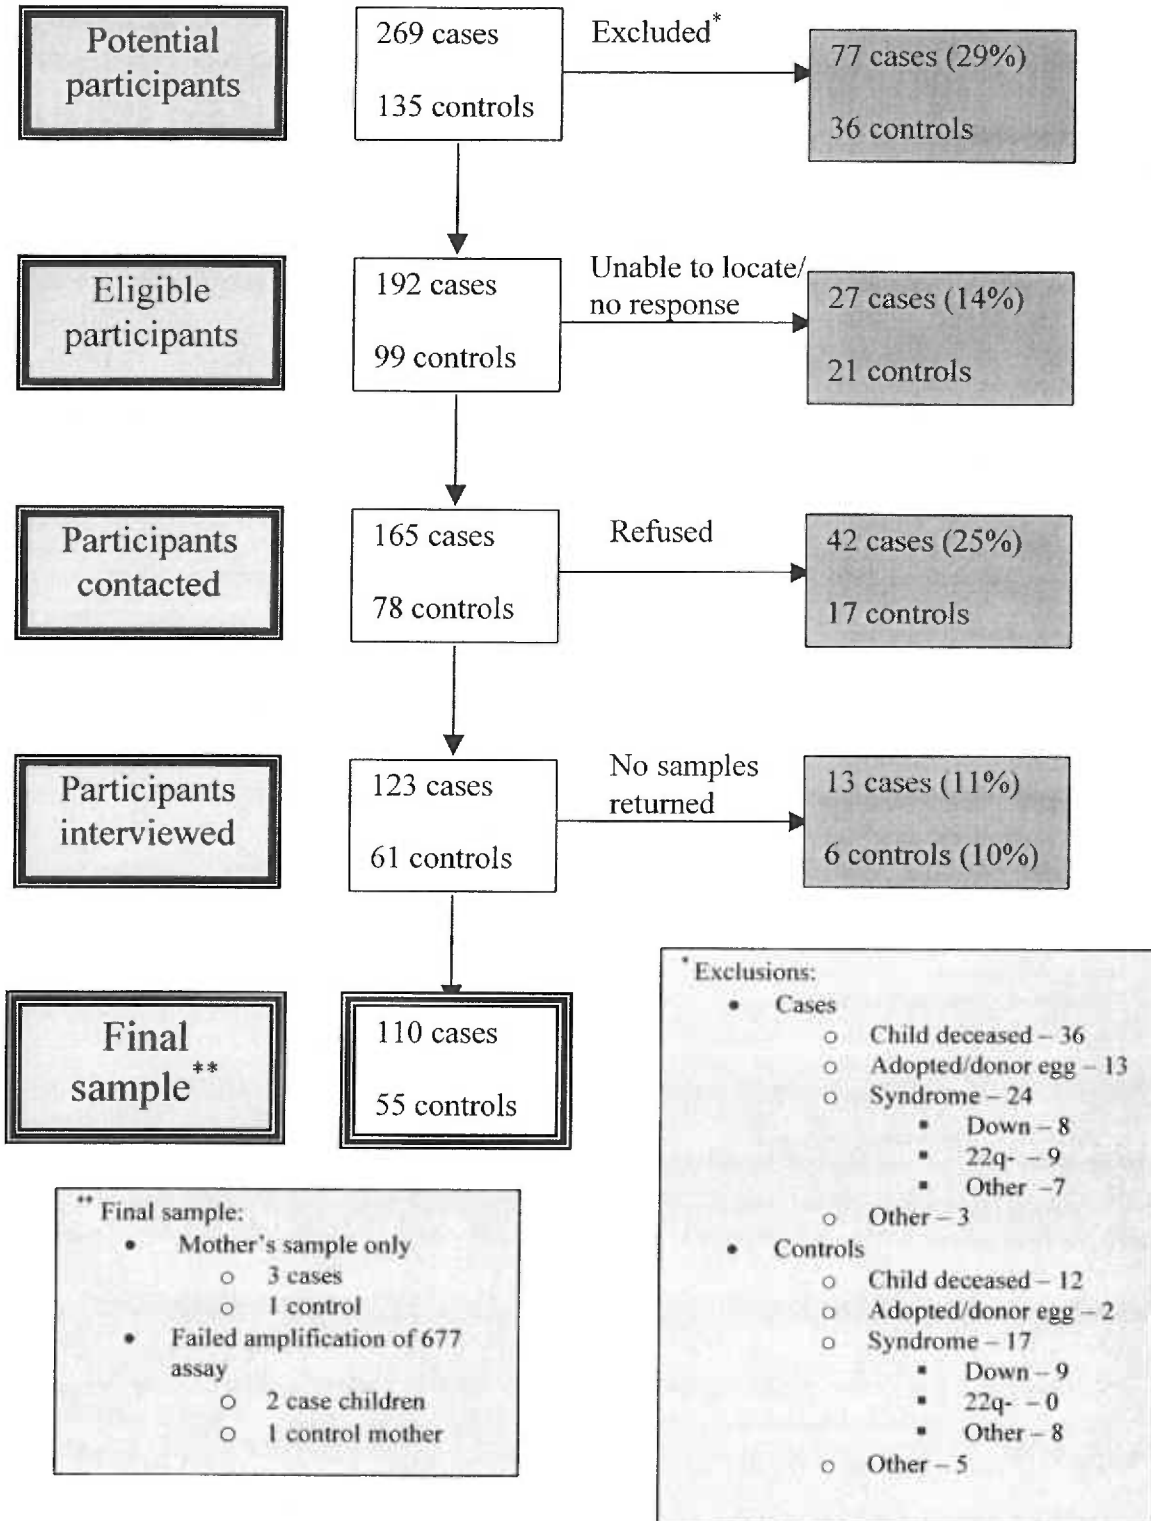 Potential
participants
269 cases
135 controls
Excluded*
77 cases (29%)
36 controls
Eligible
participants
192 cases
99 controls
Unable to locate/
no response
27 cases (14%)
21 controls
Participants
contacted
165 cases
78 controls
Refused
42 cases (25%)
17 controls
Participants
interviewed
123 cases
61 controls
No samples
returned
13 cases (11%)
6 controls (10%)
Final
sample**
110 cases
55 controls
** Final sample:
• Mother's sample only
o 3 cases
o 1 control
• Failed amplification of 677
assay
o 2 case children
o 1 control mother
* Exclusions:
• Cases
o Child deceased – 36
o Adopted/donor egg – 13
o Syndrome – 24
▪ Down – 8
▪ 22q- – 9
▪ Other –7
o Other – 3
• Controls
o Child deceased – 12
o Adopted/donor egg – 2
o Syndrome – 17
▪ Down – 9
▪ 22q- – 0
▪ Other – 8
o Other – 5